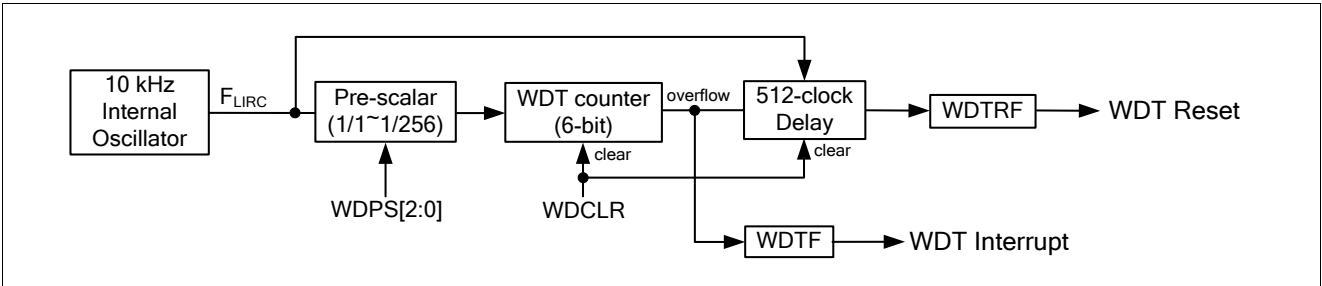 10 kHz
Internal
Oscillator
FLIRC
Pre-scalar
(1/1~1/256)
WDT counter
(6-bit)
overflow
512-clock
Delay
WDTRF
WDT Reset
clear
clear
WDPS[2:0]
WDCLR
WDTF
WDT Interrupt